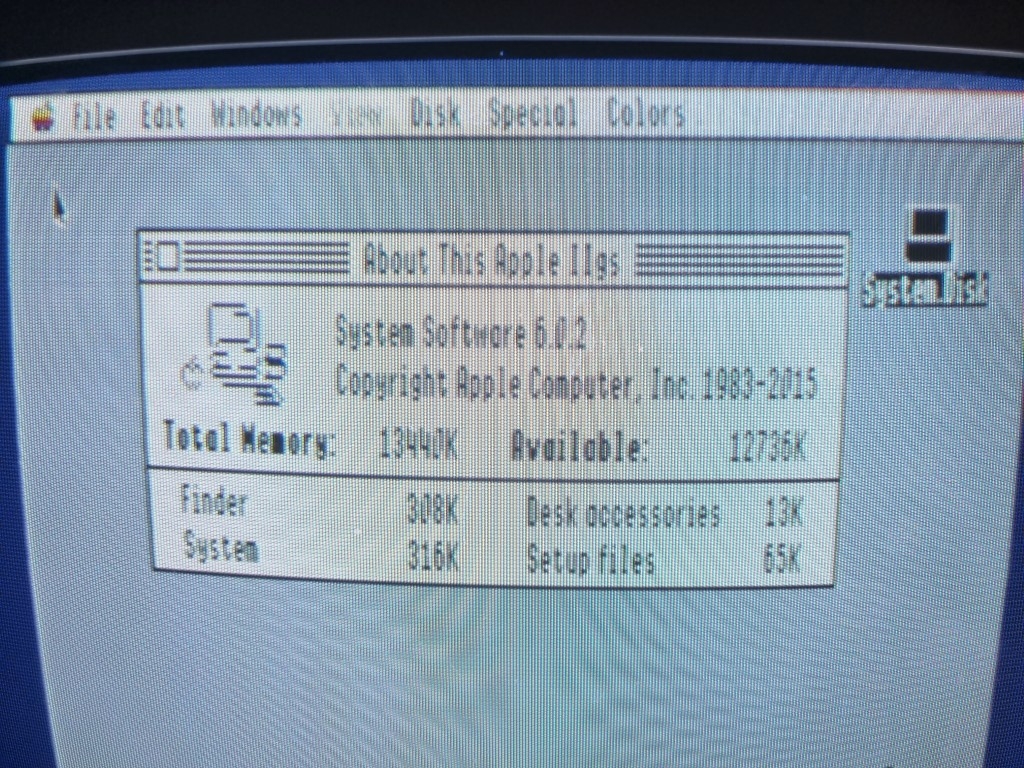 File Edit Windows View Disk Special Colors
About This Apple IIgs
System Disk
System Software 6.0.2
Copyright Apple Computer, Inc. 1983-2015
Total Memory: 13440K Available: 12736K
Finder 308K Desk accessories 13K
System 316K Setup files 65K